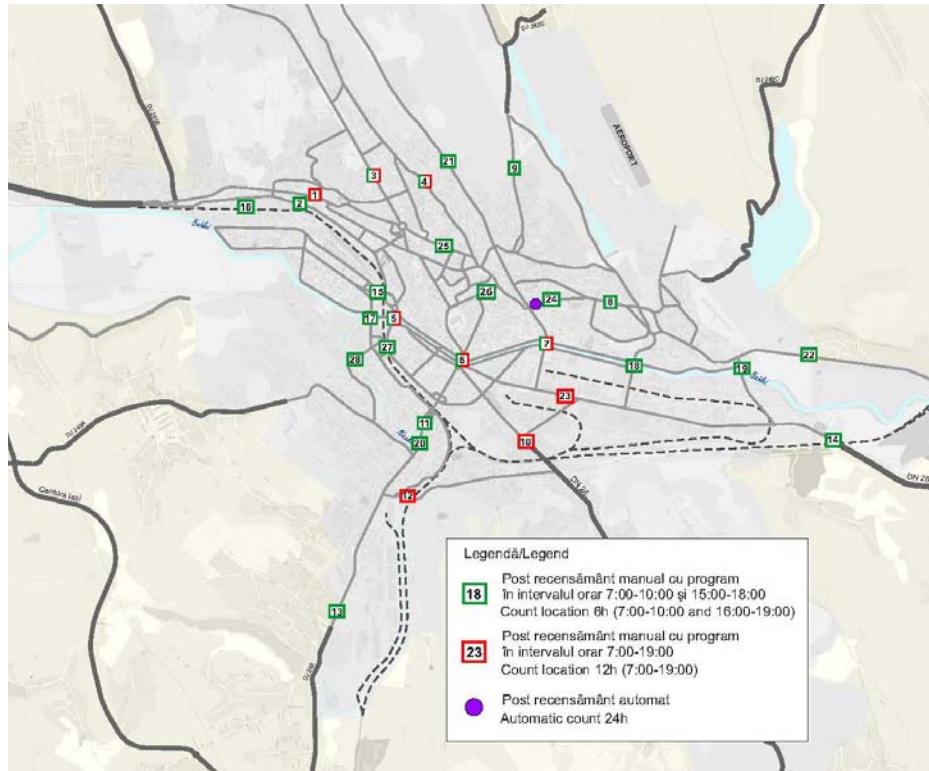 AEROPORT
21
9
3
4
1
2
16
25
15
26
24
8
17
5
7
27
6
28
18
19
22
23
11
20
10
14
12
13
DN 24
DN 28
Legendă/Legend
18
Post recensământ manual cu program
în intervalul orar 7:00-10:00 și 15:00-18:00
Count location 6h (7:00-10:00 and 16:00-19:00)
23
Post recensământ manual cu program
în intervalul orar 7:00-19:00
Count location 12h (7:00-19:00)
Post recensământ automat
Automatic count 24h